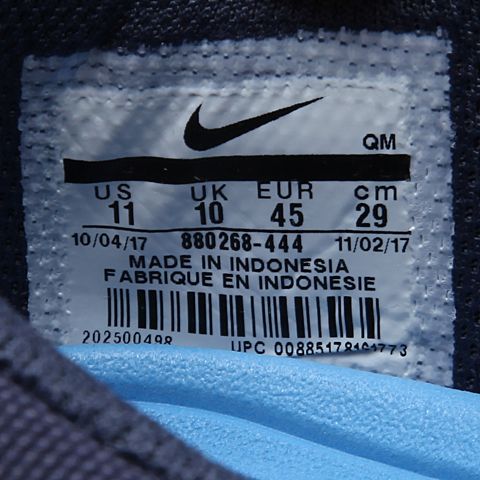 QM
US UK EUR cm
11 10 45 29
10/04/17 880268-444 11/02/17
MADE IN INDONESIA
FABRIQUE EN INDONESIE
202500498
UPC